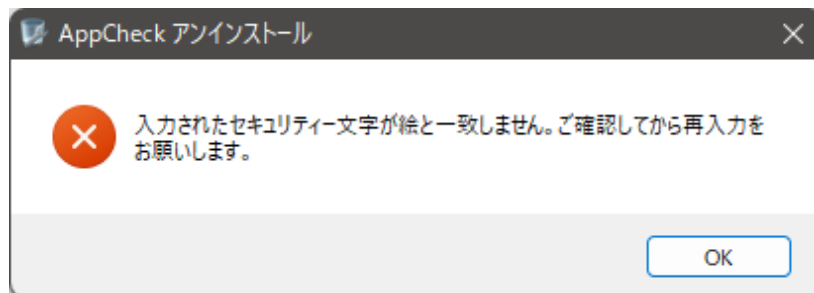 AppCheck アンインストール
入力されたセキュリティー文字が絵と一致しません。ご確認してから再入力を
お願いします。
OK